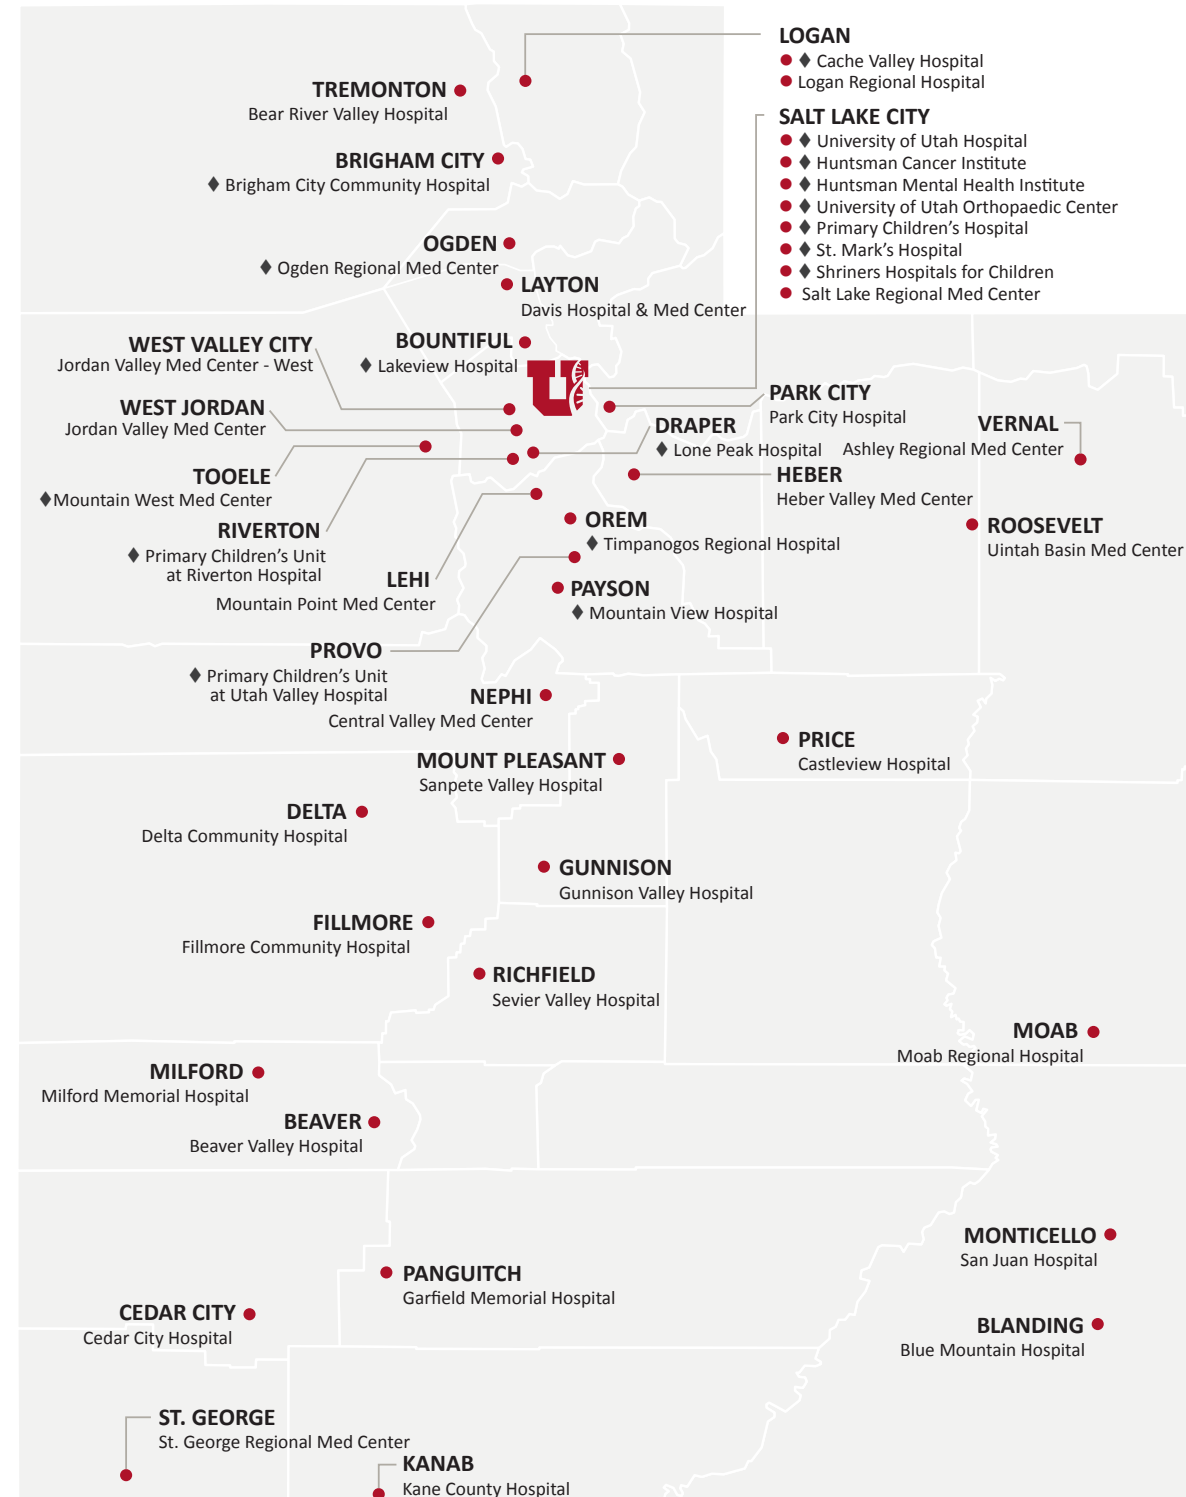 LOGAN
● ♦ Cache Valley Hospital
● Logan Regional Hospital
TREMONTON
Bear River Valley Hospital
SALT LAKE CITY
● ♦ University of Utah Hospital
● ♦ Huntsman Cancer Institute
● ♦ Huntsman Mental Health Institute
● ♦ University of Utah Orthopaedic Center
● ♦ Primary Children's Hospital
● ♦ St. Mark's Hospital
● ♦ Shriners Hospitals for Children
● Salt Lake Regional Med Center
BRIGHAM CITY
♦ Brigham City Community Hospital
OGDEN
♦ Ogden Regional Med Center
LAYTON
Davis Hospital & Med Center
WEST VALLEY CITY
Jordan Valley Med Center - West
BOUNTIFUL
♦ Lakeview Hospital
U
PARK CITY
Park City Hospital
WEST JORDAN
Jordan Valley Med Center
DRAPER
♦ Lone Peak Hospital
VERNAL
Ashley Regional Med Center
TOOELE
♦ Mountain West Med Center
HEBER
Heber Valley Med Center
RIVERTON
♦ Primary Children's Unit
at Riverton Hospital
OREM
♦ Timpanogos Regional Hospital
ROOSEVELT
Uintah Basin Med Center
LEHI
Mountain Point Med Center
PAYSON
♦ Mountain View Hospital
PROVO
♦ Primary Children's Unit
at Utah Valley Hospital
NEPHI
Central Valley Med Center
PRICE
Castleview Hospital
MOUNT PLEASANT
Sanpete Valley Hospital
DELTA
Delta Community Hospital
GUNNISON
Gunnison Valley Hospital
FILLMORE
Fillmore Community Hospital
RICHFIELD
Sevier Valley Hospital
MOAB
Moab Regional Hospital
MILFORD
Milford Memorial Hospital
BEAVER
Beaver Valley Hospital
MONTICELLO
San Juan Hospital
PANGUITCH
Garfield Memorial Hospital
CEDAR CITY
Cedar City Hospital
BLANDING
Blue Mountain Hospital
ST. GEORGE
St. George Regional Med Center
KANAB
Kane County Hospital